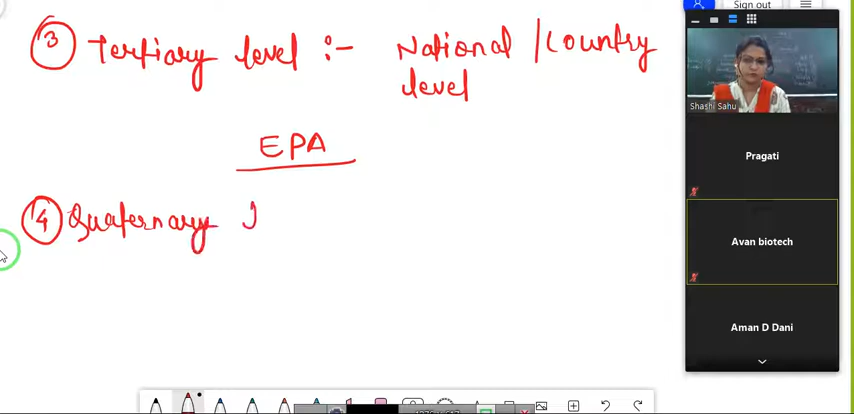 Sign out
③ Tertiary level :- National / Country
level
EPA
④ Quaternary
Shashi Sahu
Pragati
Avan biotech
Aman D Dani